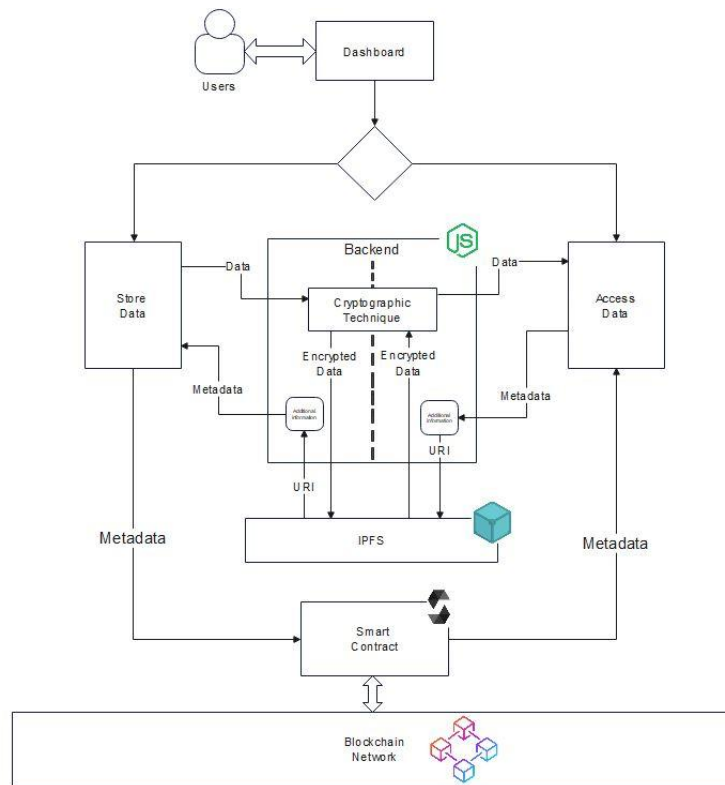 Dashboard
Users
Backend
JS
Data
Data
Store
Data
Cryptographic
Technique
Access
Data
Encrypted
Data
Encrypted
Data
Metadata
Metadata
Additional
Information
Additional
Information
URI
URI
Metadata
IPFS
Metadata
Smart
Contract
Blockchain
Network